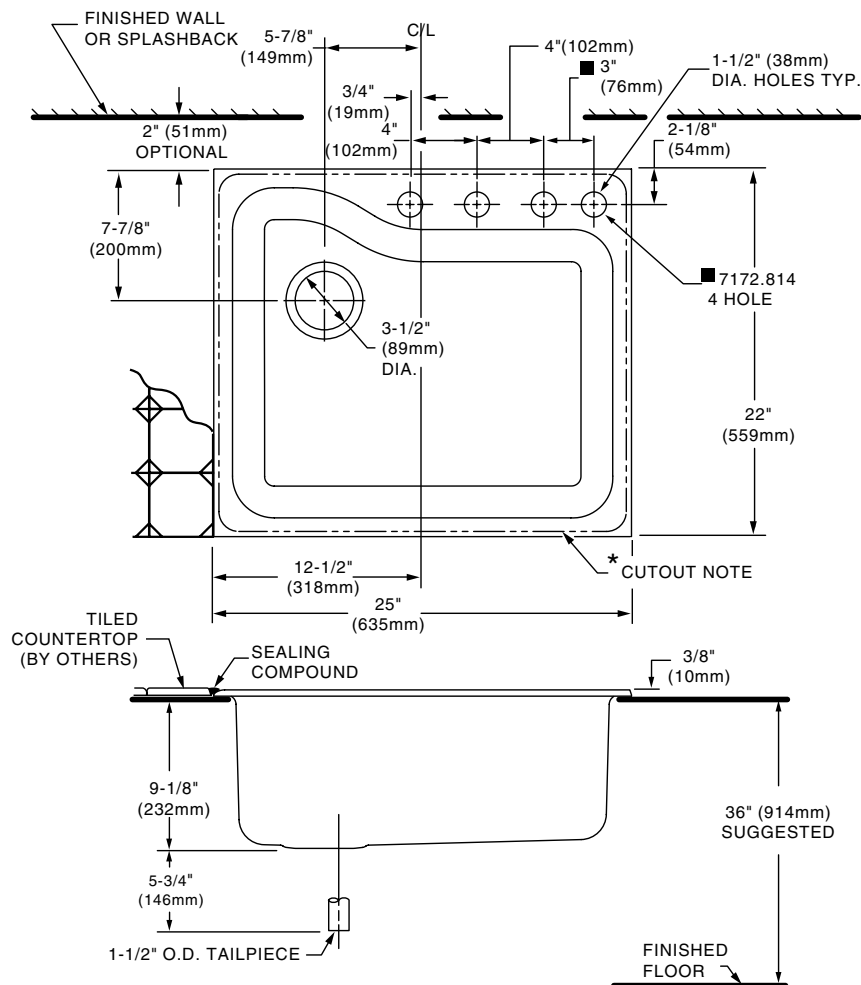 FINISHED WALL
OR SPLASHBACK
5-7/8"
(149mm)
C/L
4"(102mm)
■ 3"
(76mm)
1-1/2" (38mm)
DIA. HOLES TYP.
3/4"
(19mm)
4"
(102mm)
2" (51mm)
OPTIONAL
2-1/8"
(54mm)
7-7/8"
(200mm)
■ 7172.814
4 HOLE
3-1/2"
(89mm)
DIA.
22"
(559mm)
12-1/2"
(318mm)
* CUTOUT NOTE
25"
(635mm)
TILED
COUNTERTOP
(BY OTHERS)
SEALING
COMPOUND
3/8"
(10mm)
9-1/8"
(232mm)
36" (914mm)
SUGGESTED
5-3/4"
(146mm)
1-1/2" O.D. TAILPIECE
FINISHED
FLOOR